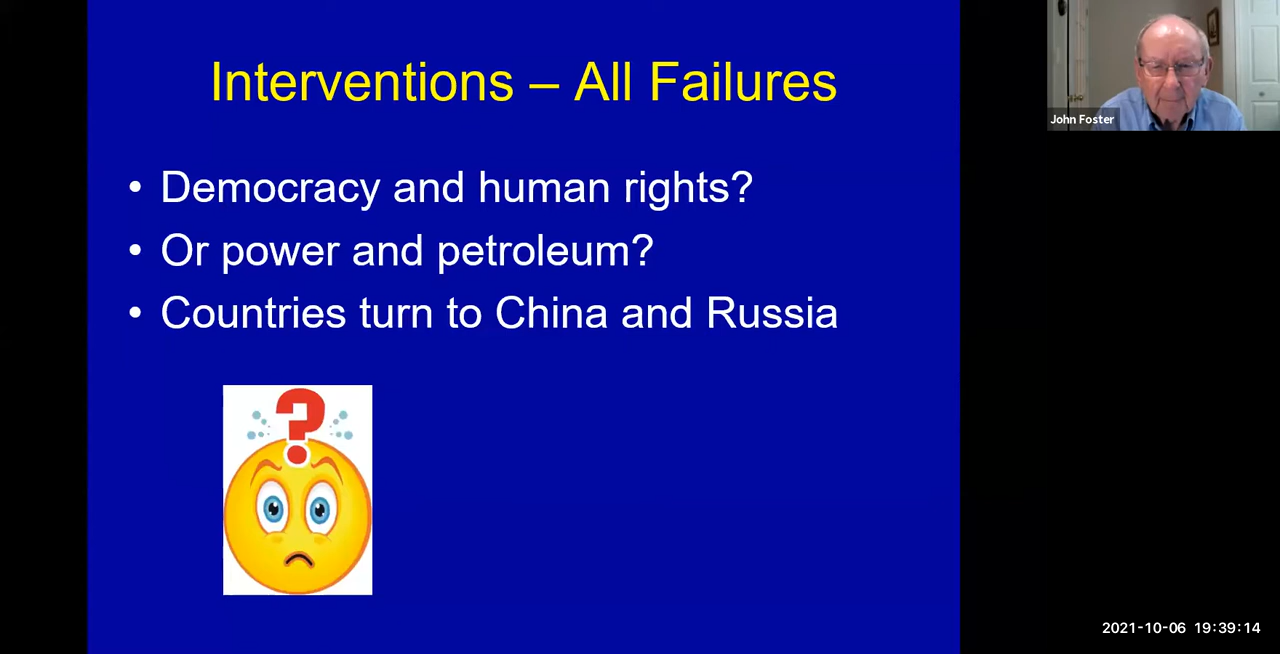 Interventions – All Failures
• Democracy and human rights?
• Or power and petroleum?
• Countries turn to China and Russia
?
John Foster
2021-10-06 19:39:14